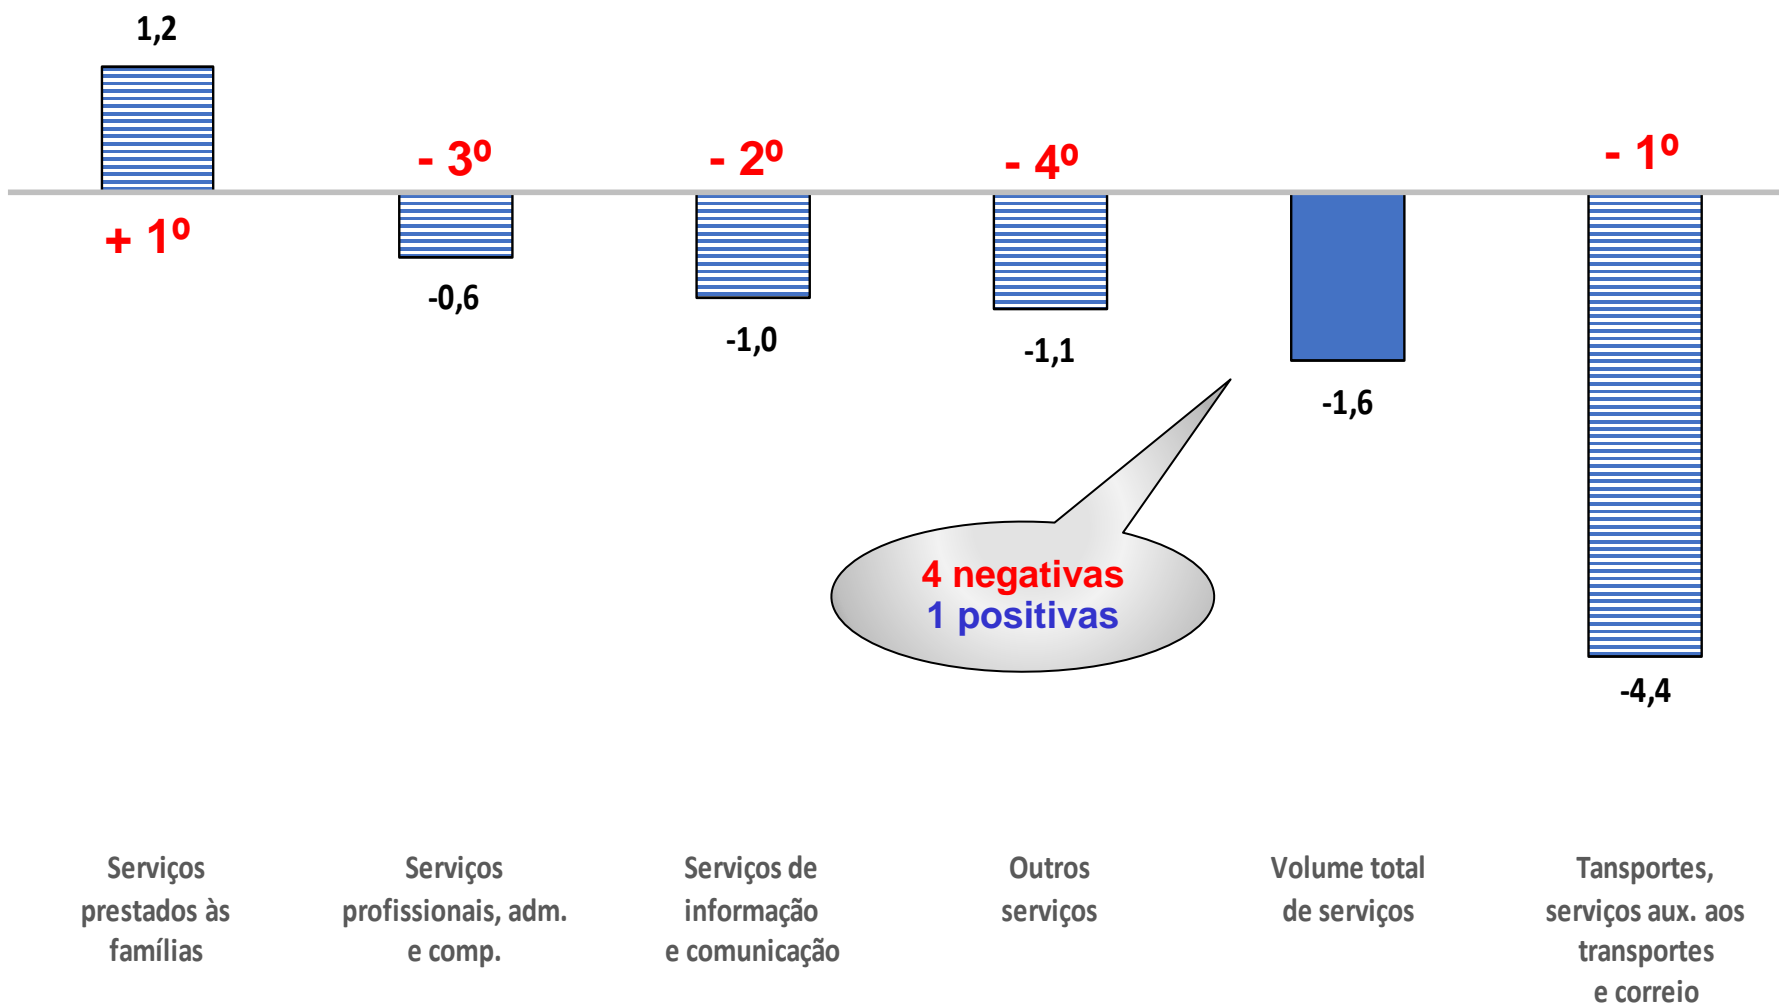 1,2
- 3º
- 2º
- 4º
- 1º
+ 1º
-0,6
-1,0
-1,1
-1,6
-4,4
4 negativas
1 positivas
Serviços
prestados às
famílias
Serviços
profissionais, adm.
e comp.
Serviços de
informação
e comunicação
Outros
serviços
Volume total
de serviços
Tansportes,
serviços aux. aos
transportes
e correio